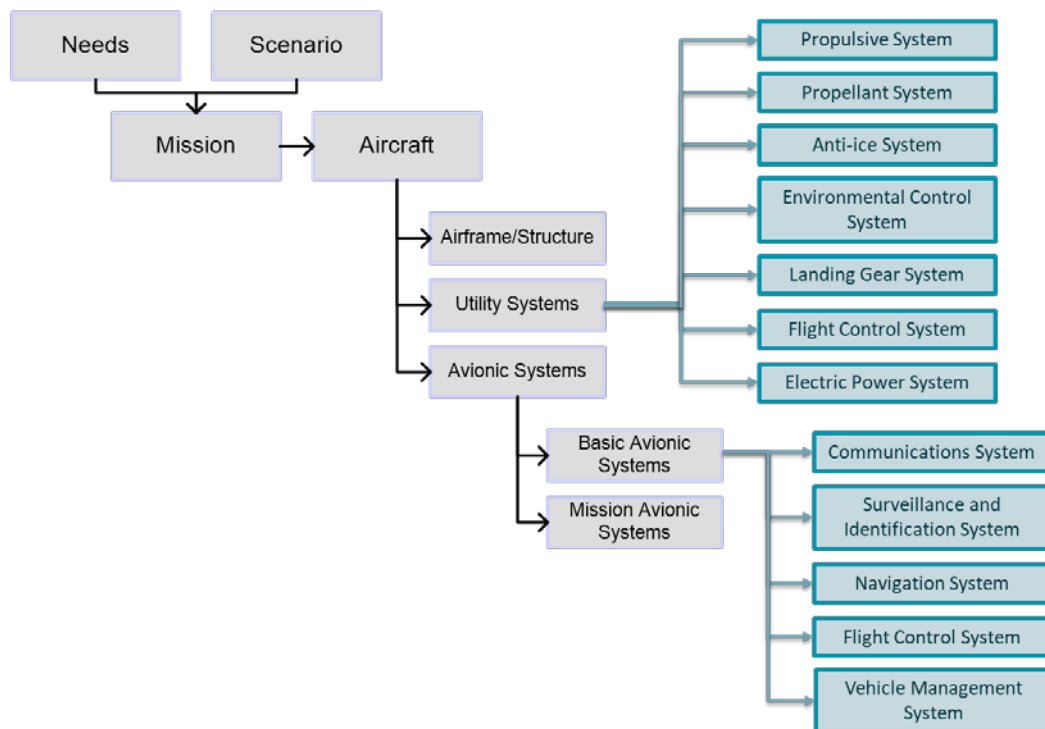 Needs
Scenario
Mission
Aircraft
Airframe/Structure
Utility Systems
Avionic Systems
Basic Avionic
Systems
Mission Avionic
Systems
Propulsive System
Propellant System
Anti-ice System
Environmental Control
System
Landing Gear System
Flight Control System
Electric Power System
Communications System
Surveillance and
Identification System
Navigation System
Flight Control System
Vehicle Management
System